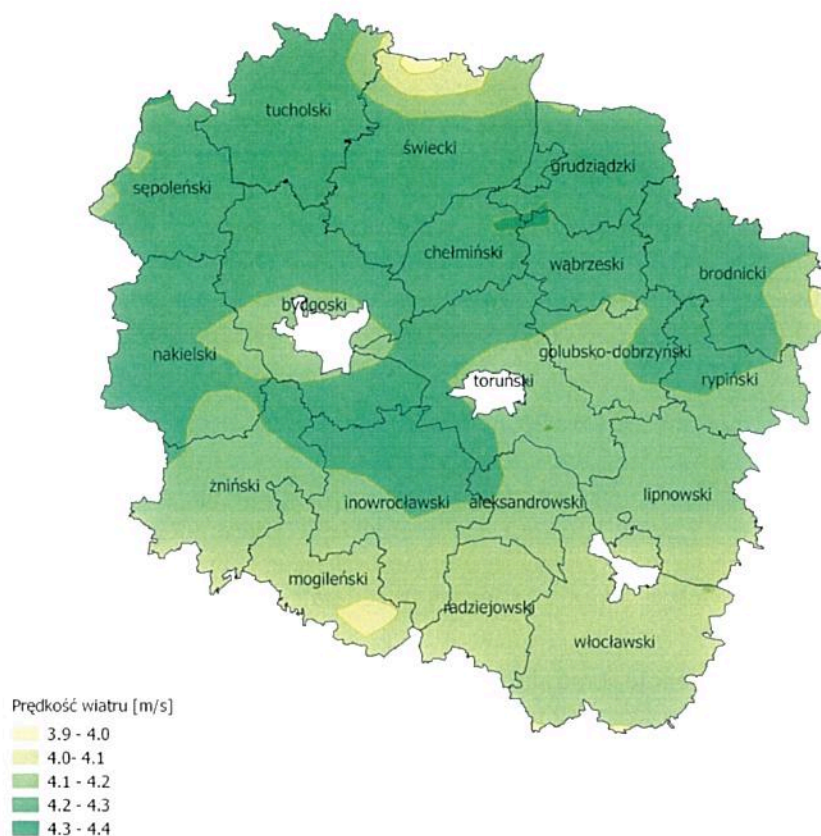 tucholski
świecki
grudziądzki
sępoleński
chełmiński
wąbrzeski
brodnicki
bydgoski
nakielski
golubsko-dobrzyński
toruński
rypiński
żniński
inowrocławski
aleksandrowski
lipnowski
mogileński
radziejowski
włocławski
Prędkość wiatru [m/s]
3.9 - 4.0
4.0- 4.1
4.1 - 4.2
4.2 - 4.3
4.3 - 4.4